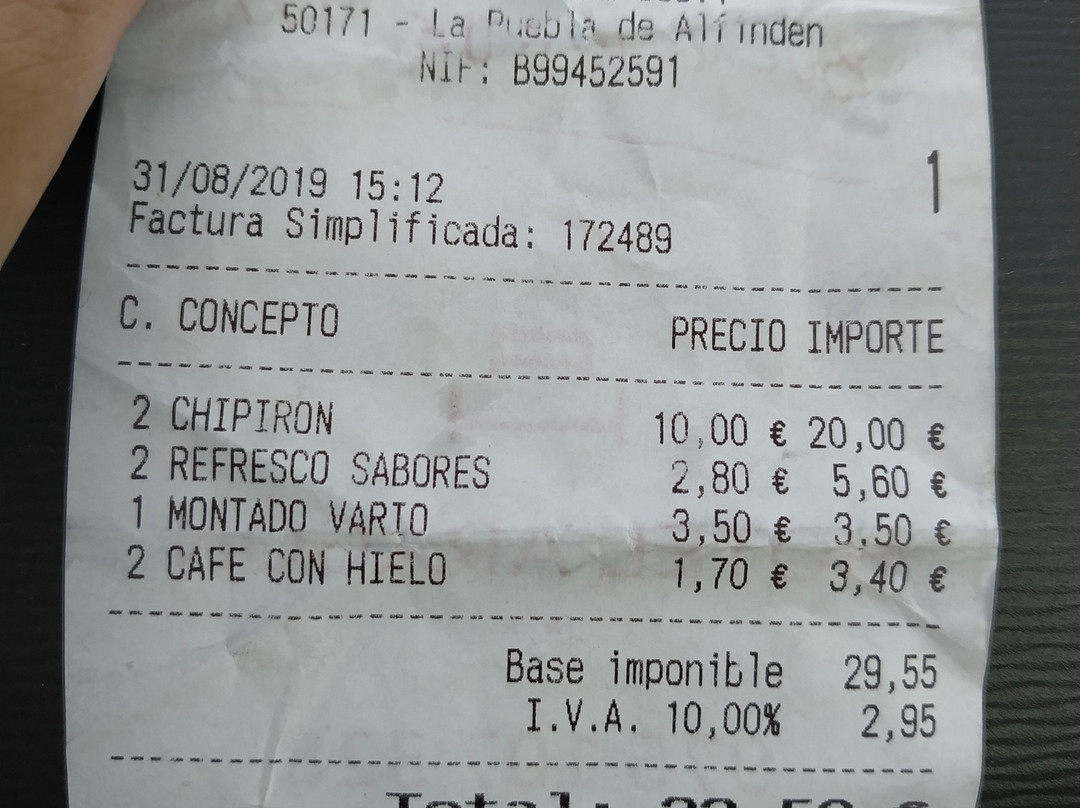 50171 - La Puebla de Alfinden
NIF: B99452591
1
31/08/2019 15:12
Factura Simplificada: 172489
C. CONCEPTO PRECIO IMPORTE
2 CHIPIRON 10,00 € 20,00 €
2 REFRESCO SABORES 2,80 € 5,60 €
1 MONTADO VARIO 3,50 € 3,50 €
2 CAFE CON HIELO 1,70 € 3,40 €
Base imponible 29,55
I.V.A. 10,00% 2,95
Total: